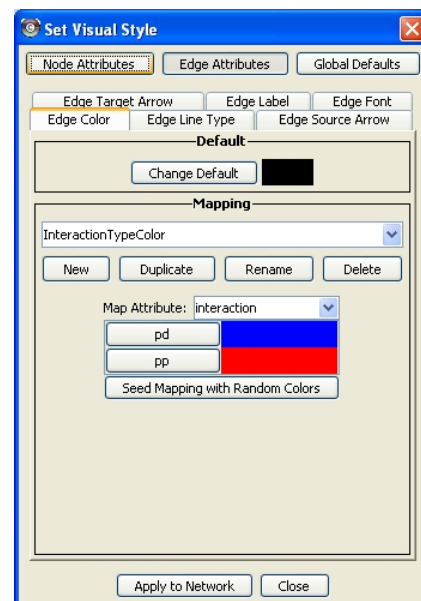 Set Visual Style
Node Attributes Edge Attributes Global Defaults
Edge Target Arrow Edge Label Edge Font
Edge Color Edge Line Type Edge Source Arrow
Default
Change Default
Mapping
InteractionTypeColor
New Duplicate Rename Delete
Map Attribute: interaction
pd
pp
Seed Mapping with Random Colors
Apply to Network Close